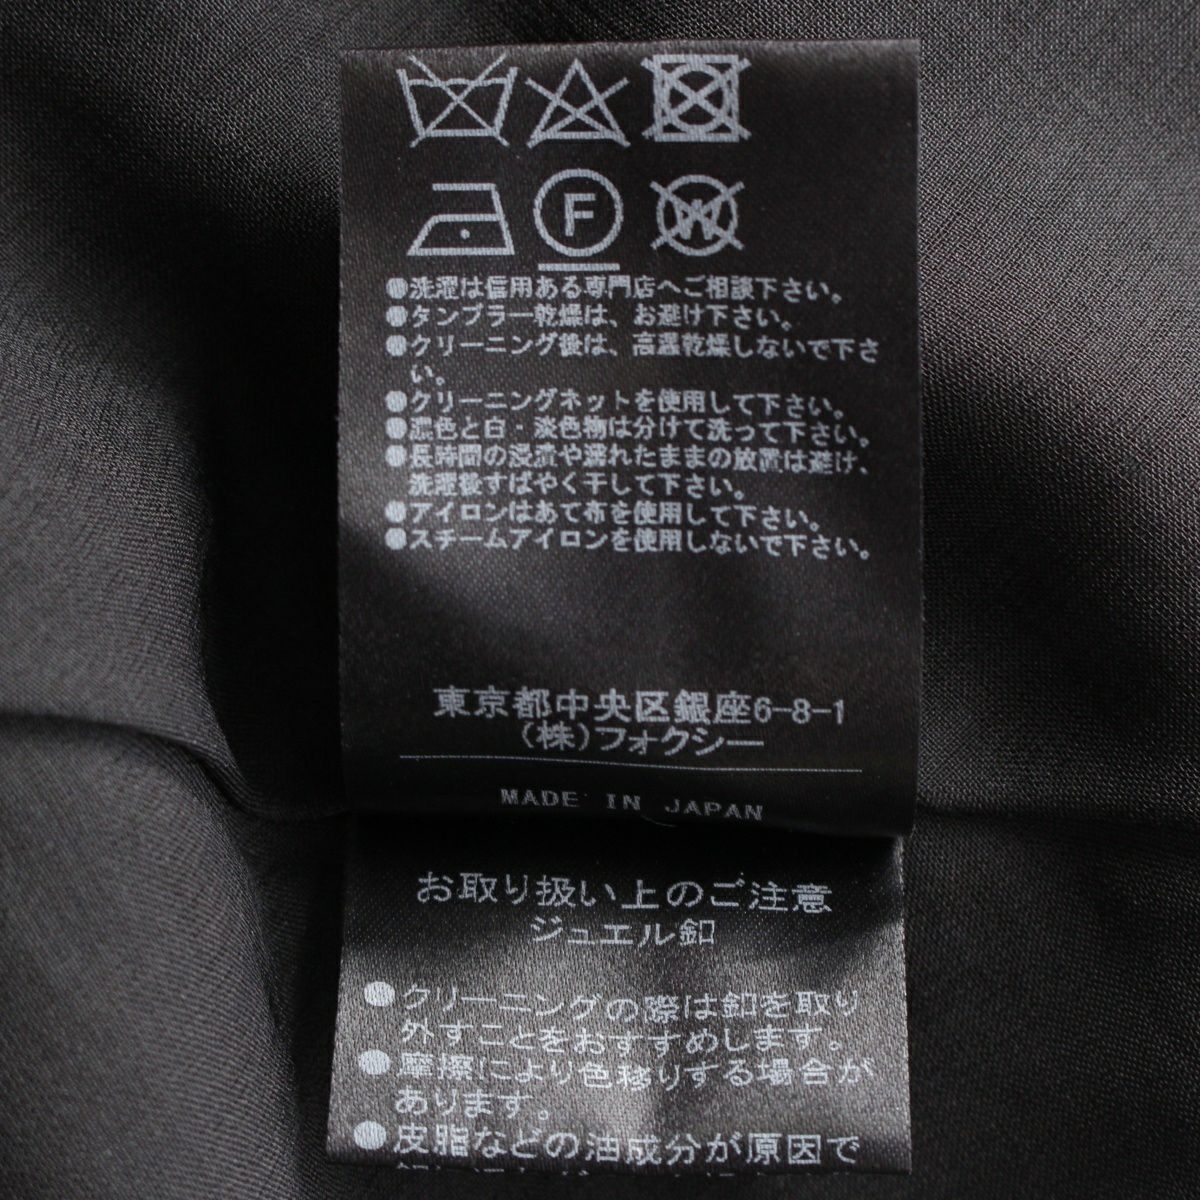 F
W
●洗濯は信用ある専門店へご相談下さい。
●タンブラー乾燥は、お避け下さい。
●クリーニング後は、高温乾燥しないで下さ
い。
●クリーニングネットを使用して下さい。
●濃色と白・淡色物は分けて洗って下さい。
●長時間の浸漬や濡れたままの放置は避け、
洗濯後すばやく干して下さい。
●アイロンはあて布を使用して下さい。
●スチームアイロンを使用しないで下さい。
東京都中央区銀座6-8-1
(株)フォクシー
MADE IN JAPAN
お取り扱い上のご注意
ジュエル釦
●クリーニングの際は釦を取り
外すことをおすすめします。
●摩擦により色移りする場合が
あります。
●皮脂などの油成分が原因で